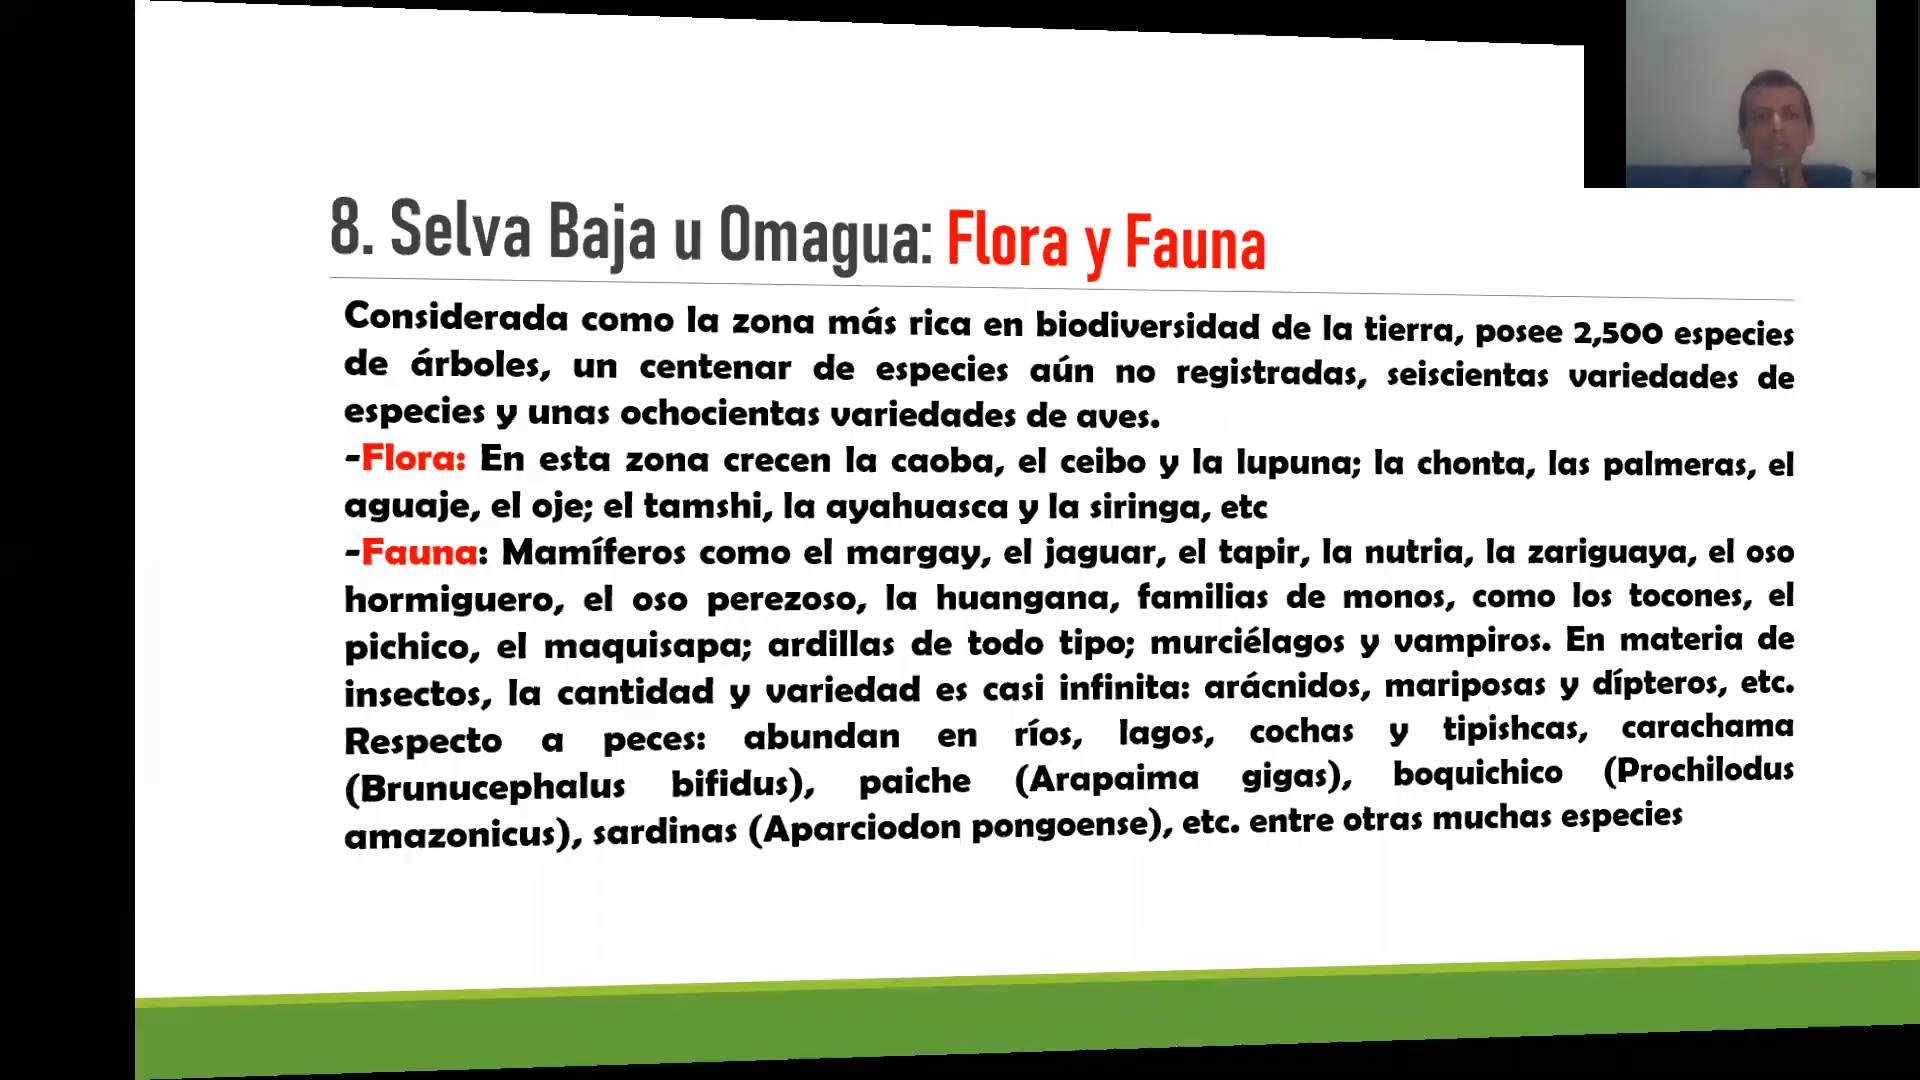 8. Selva Baja u Omagua: Flora y Fauna
Considerada como la zona más rica en biodiversidad de la tierra, posee 2,500 especies
de árboles, un centenar de especies aún no registradas, seiscientas variedades de
especies y unas ochocientas variedades de aves.
-Flora: En esta zona crecen la caoba, el ceibo y la lupuna; la chonta, las palmeras, el
aguaje, el oje; el tamshi, la ayahuasca y la siringa, etc
-Fauna: Mamíferos como el margay, el jaguar, el tapir, la nutria, la zariguaya, el oso
hormiguero, el oso perezoso, la huangana, familias de monos, como los tocones, el
pichico, el maquisapa; ardillas de todo tipo; murciélagos y vampiros. En materia de
insectos, la cantidad y variedad es casi infinita: arácnidos, mariposas y dípteros, etc.
Respecto a peces: abundan en ríos, lagos, cochas y tipishcas, carachama
(Brunucephalus bifidus), paiche (Arapaima gigas), boquichico (Prochilodus
amazonicus), sardinas (Aparciodon pongoense), etc. entre otras muchas especies